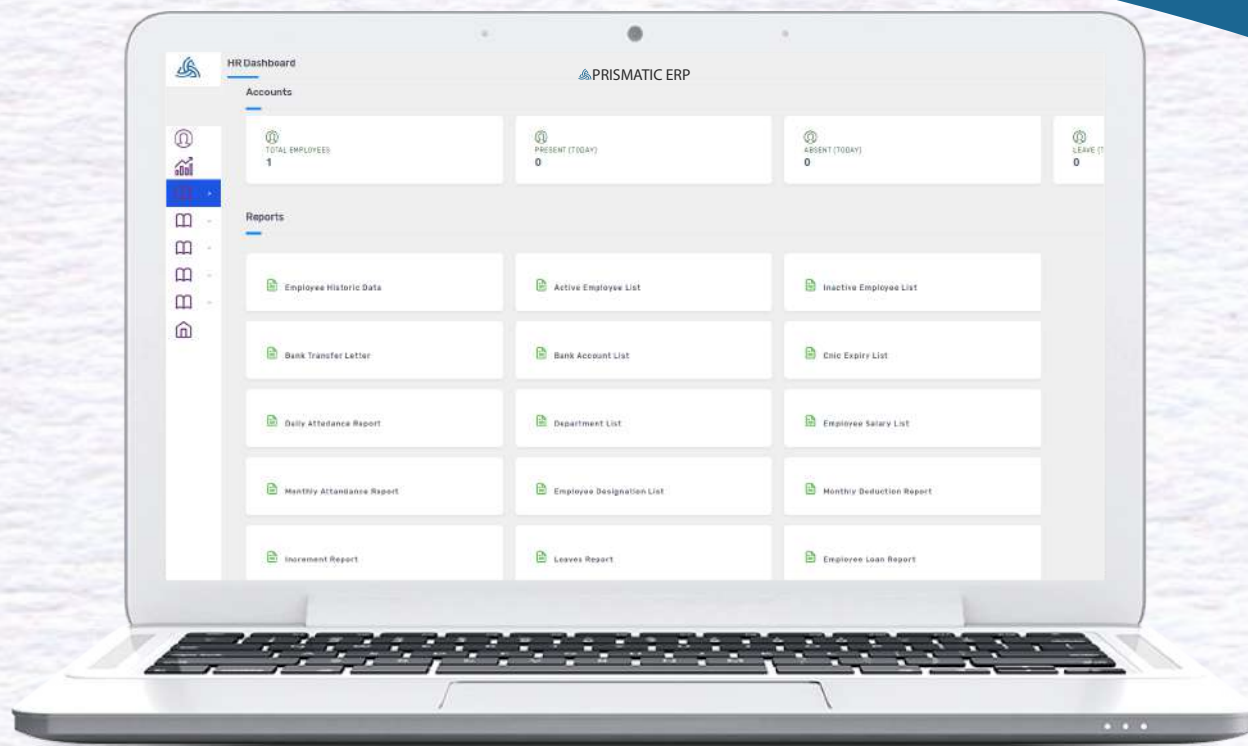 HR Dashboard
PRISMATIC ERP
Accounts
TOTAL EMPLOYEES
1
PRESENT (TODAY)
0
ABSENT (TODAY)
0
LEAVE (T
0
Reports
Employee Historic Data
Active Employee List
Inactive Employee List
Bank Transfer Letter
Bank Account List
Cnic Expiry List
Daily Attedance Report
Department List
Employee Salary List
Monthly Attandance Report
Employee Designation List
Monthly Deduction Report
Increment Report
Leaves Report
Employee Loan Report